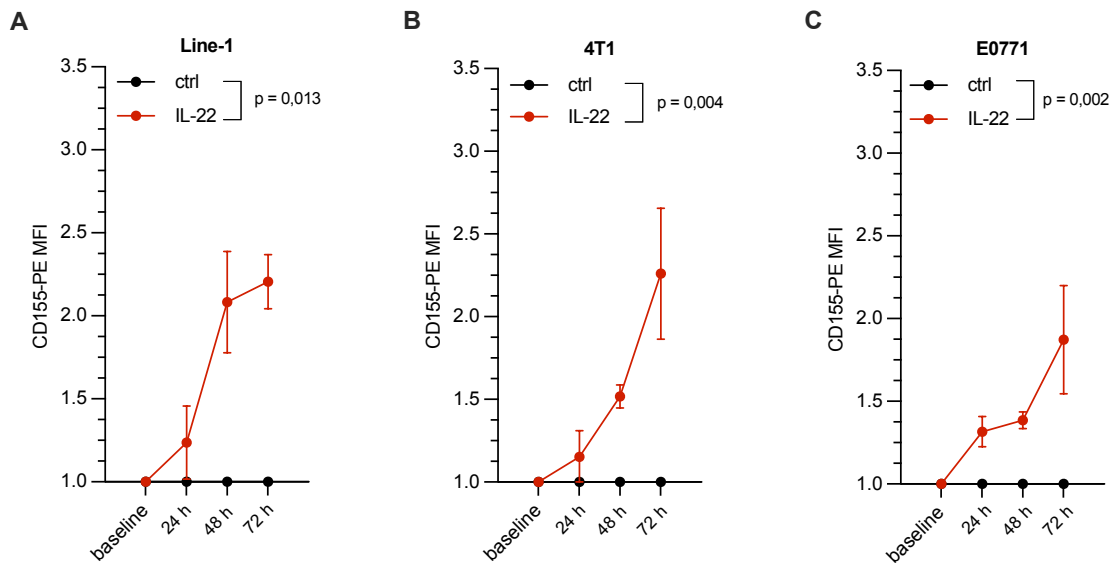 A
Line-1
3.5
3.0
2.5
2.0
1.5
1.0
CD155-PE MFI
ctrl
IL-22
p = 0,013
baseline
24 h
48 h
72 h
B
4T1
3.5
3.0
2.5
2.0
1.5
1.0
CD155-PE MFI
ctrl
IL-22
p = 0,004
baseline
24 h
48 h
72 h
C
E0771
3.5
3.0
2.5
2.0
1.5
1.0
CD155-PE MFI
ctrl
IL-22
p = 0,002
baseline
24 h
48 h
72 h